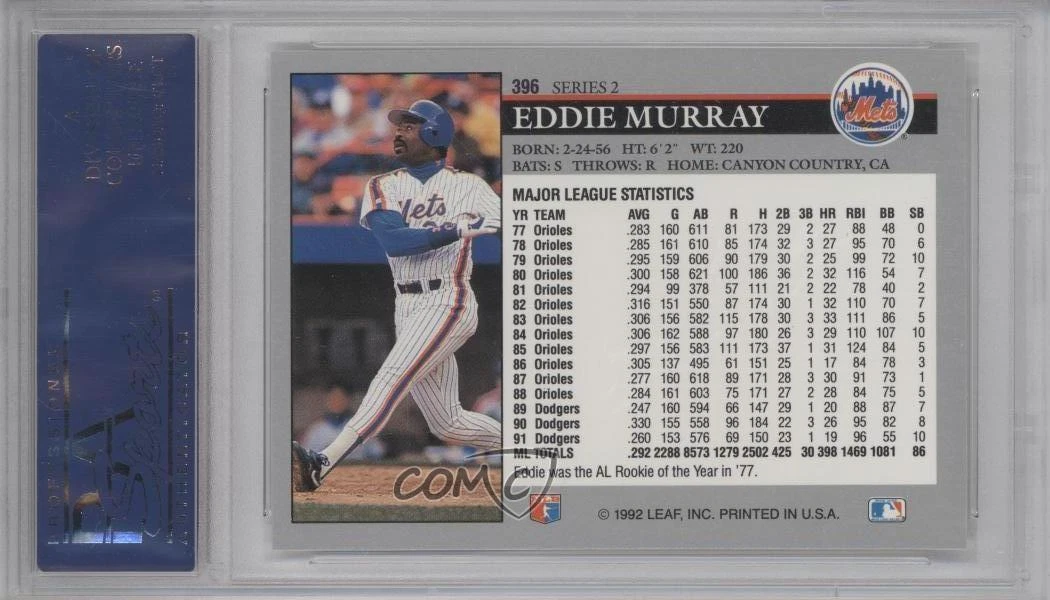 396 SERIES 2
EDDIE MURRAY
Mets
BORN: 2-24-56 HT: 6'2" WT: 220
BATS: S THROWS: R HOME: CANYON COUNTRY, CA
MAJOR LEAGUE STATISTICS
YR TEAM AVG G AB R H 2B 3B HR RBI BB SB
77 Orioles .283 160 611 81 173 29 2 27 88 48 0
78 Orioles .285 161 610 85 174 32 3 27 95 70 6
79 Orioles .295 159 606 90 179 30 2 25 99 72 10
80 Orioles .300 158 621 100 186 36 2 32 116 54 7
81 Orioles .294 99 378 57 111 21 2 22 78 40 2
82 Orioles .316 151 550 87 174 30 1 32 110 70 7
83 Orioles .306 156 582 115 178 30 3 33 111 86 5
84 Orioles .306 162 588 97 180 26 3 29 110 107 10
85 Orioles .297 156 583 111 173 37 1 31 124 84 5
86 Orioles .305 137 495 61 151 25 1 17 84 78 3
87 Orioles .277 160 618 89 171 28 3 30 91 73 1
88 Orioles .284 161 603 75 171 27 2 28 84 75 5
89 Dodgers .247 160 594 66 147 29 1 20 88 87 7
90 Dodgers .330 155 558 96 184 22 3 26 95 82 8
91 Dodgers .260 153 576 69 150 23 1 19 96 55 10
ML TOTALS .292 2288 8573 1279 2502 425 30 398 1469 1081 86
Eddie was the AL Rookie of the Year in '77.
© 1992 LEAF, INC. PRINTED IN U.S.A.
Mets
COMC
PROFESSIONAL
Sports